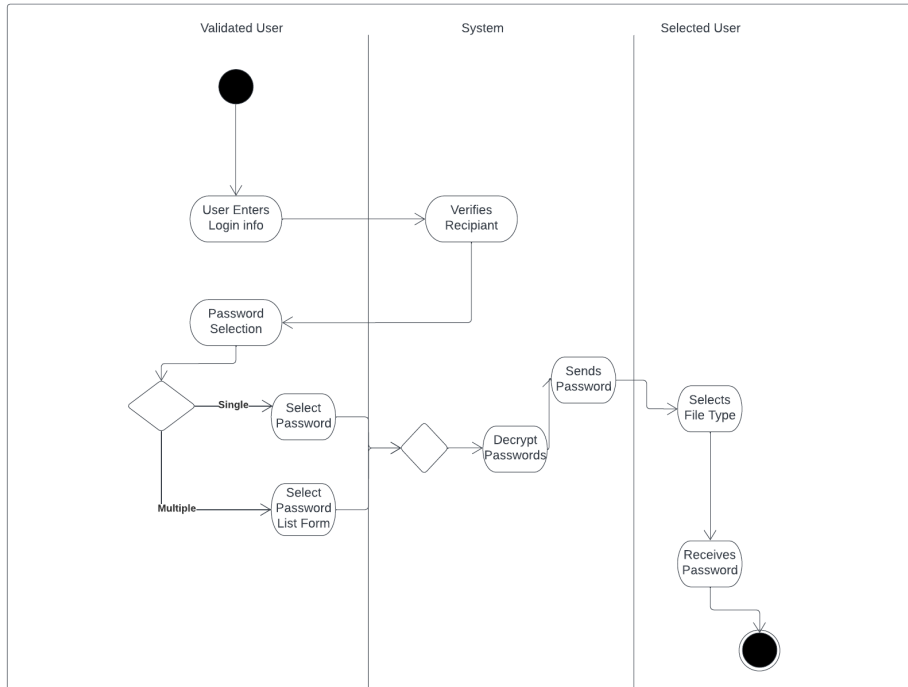 Validated User
System
Selected User
User Enters
Login info
Verifies
Recipiant
Password
Selection
Single
Select
Password
Multiple
Select
Password
List Form
Decrypt
Passwords
Sends
Password
Selects
File Type
Receives
Password